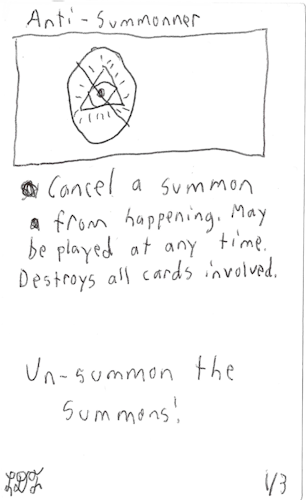 Anti-Summonner
Cancel a summon
from happening. May
be played at any time.
Destroys all cards involved.
Un-summon the
Summons!
LDZ 1/3